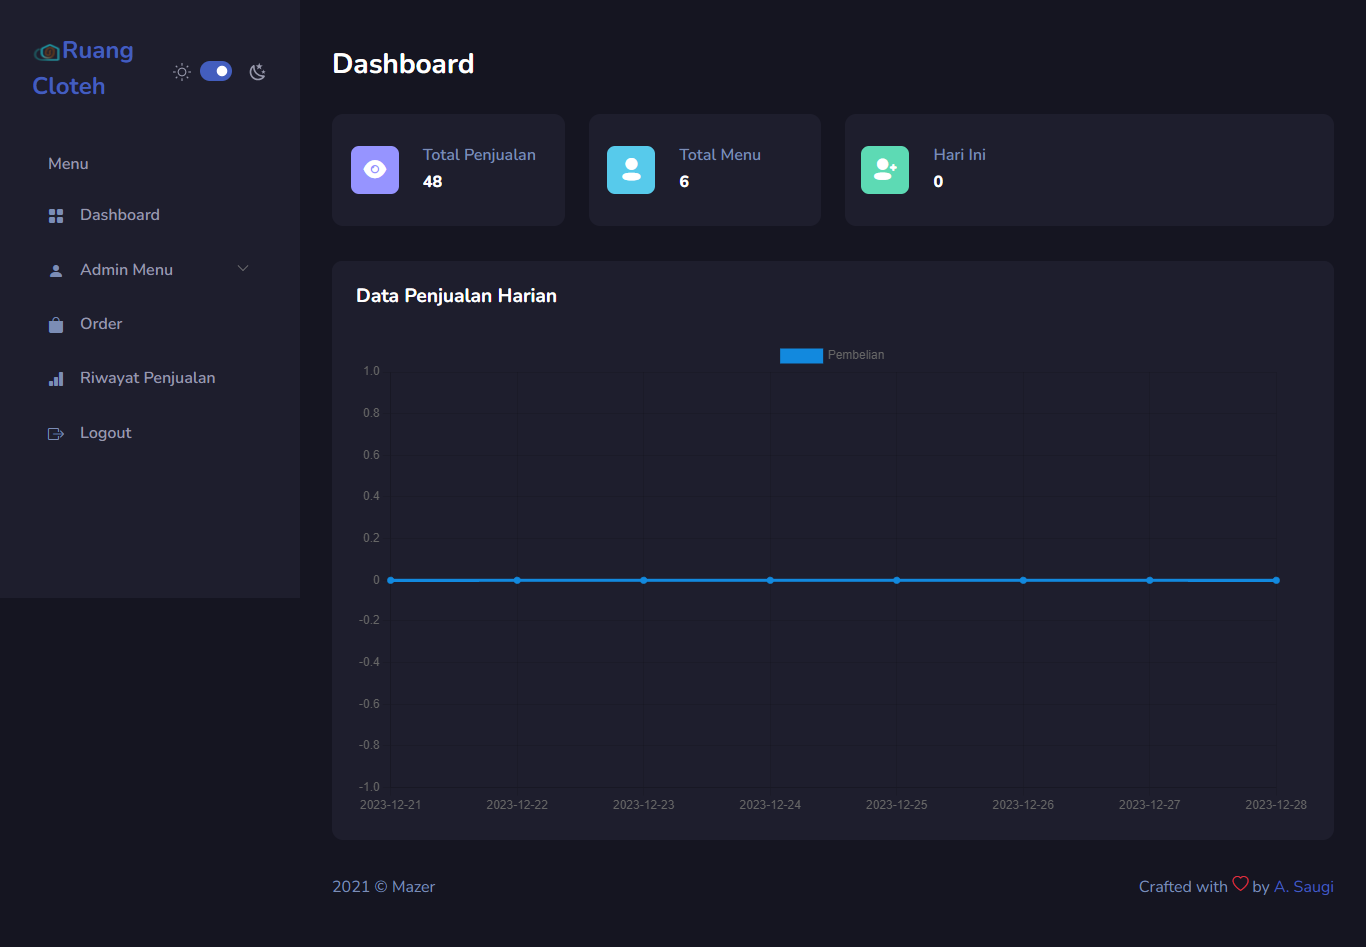 Ruang
Cloteh
Menu
Dashboard
Admin Menu
Order
Riwayat Penjualan
Logout
Dashboard
Total Penjualan
48
Total Menu
6
Hari Ini
0
Data Penjualan Harian
Pembelian
1.0
0.8
0.6
0.4
0.2
0
-0.2
-0.4
-0.6
-0.8
-1.0
2023-12-21 2023-12-22 2023-12-23 2023-12-24 2023-12-25 2023-12-26 2023-12-27 2023-12-28
2021 © Mazer
Crafted with by A. Saugi